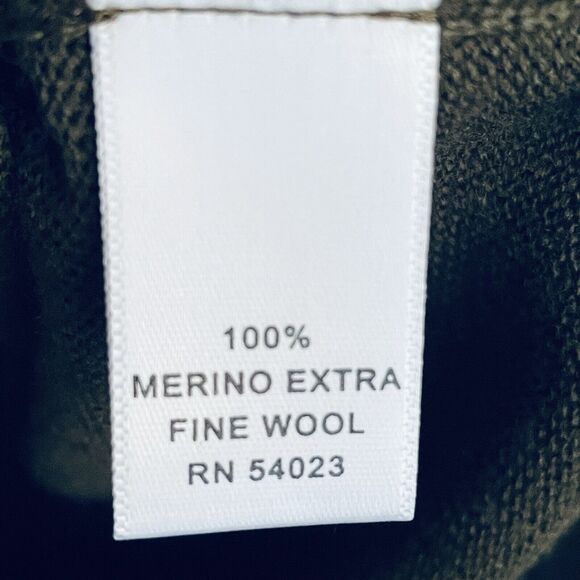 100%
MERINO EXTRA
FINE WOOL
RN 54023